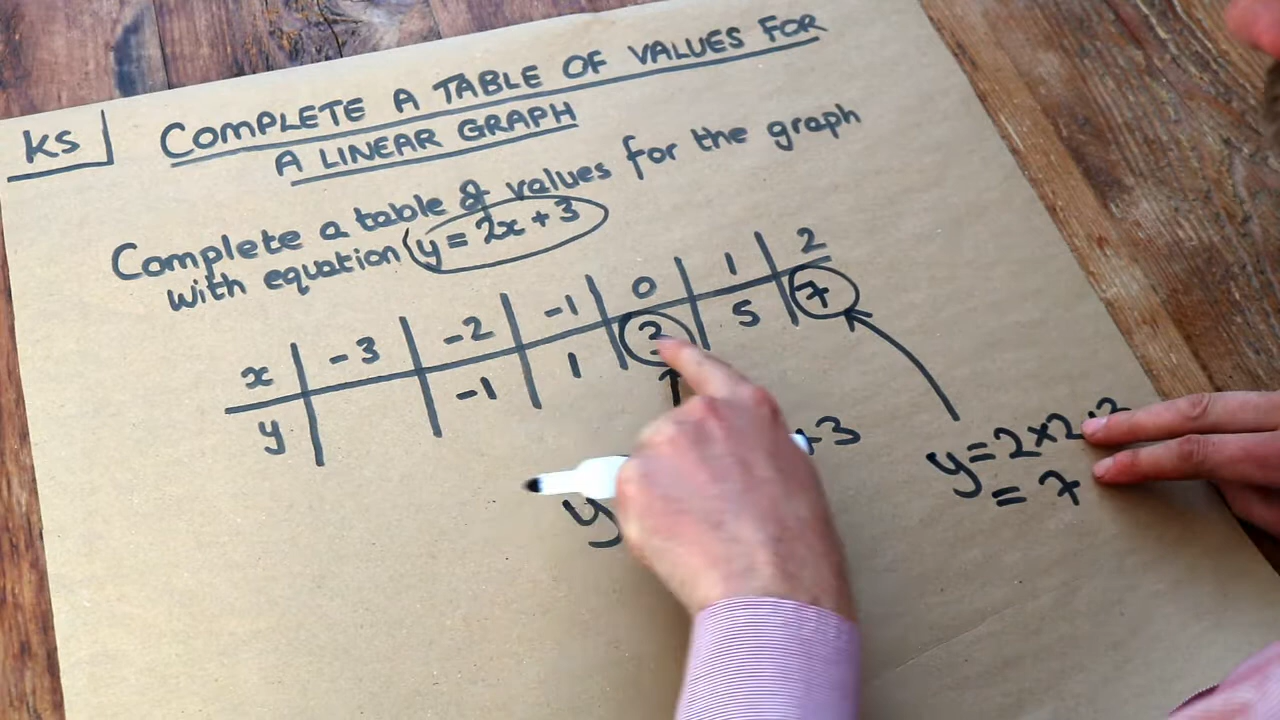 KS
COMPLETE A TABLE OF VALUES FOR
A LINEAR GRAPH
Complete a table of values for the graph
with equation y = 2x + 3
x -3 -2 -1 0 1 2
y -1 1 3 5 7
y +3
y = 2×2+3
= 7